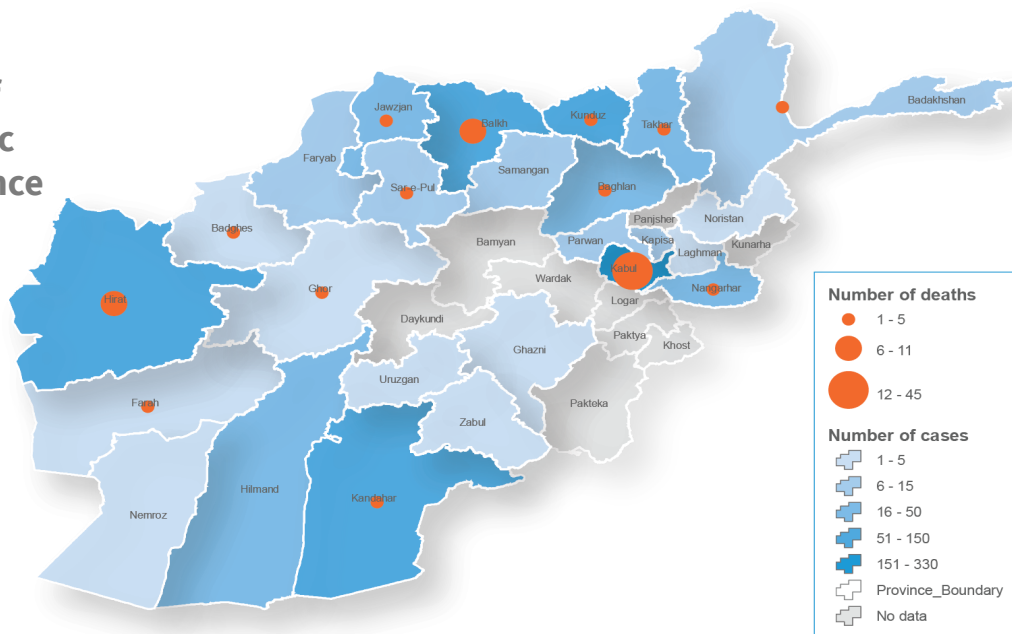 c
nce
Jawzjan
Balkh
Kunduz
Takhar
Badakhshan
Faryab
Samangan
Sar-e-Pul
Baghlan
Badghes
Panjsher
Noristan
Bamyan
Parwan
Kapisa
Laghman
Kunarha
Kabul
Wardak
Nangarhar
Hirat
Ghor
Logar
Daykundi
Paktya
Khost
Ghazni
Uruzgan
Farah
Pakteka
Zabul
Hilmand
Kandahar
Nemroz
Number of deaths
1 - 5
6 - 11
12 - 45
Number of cases
1 - 5
6 - 15
16 - 50
51 - 150
151 - 330
Province_Boundary
No data